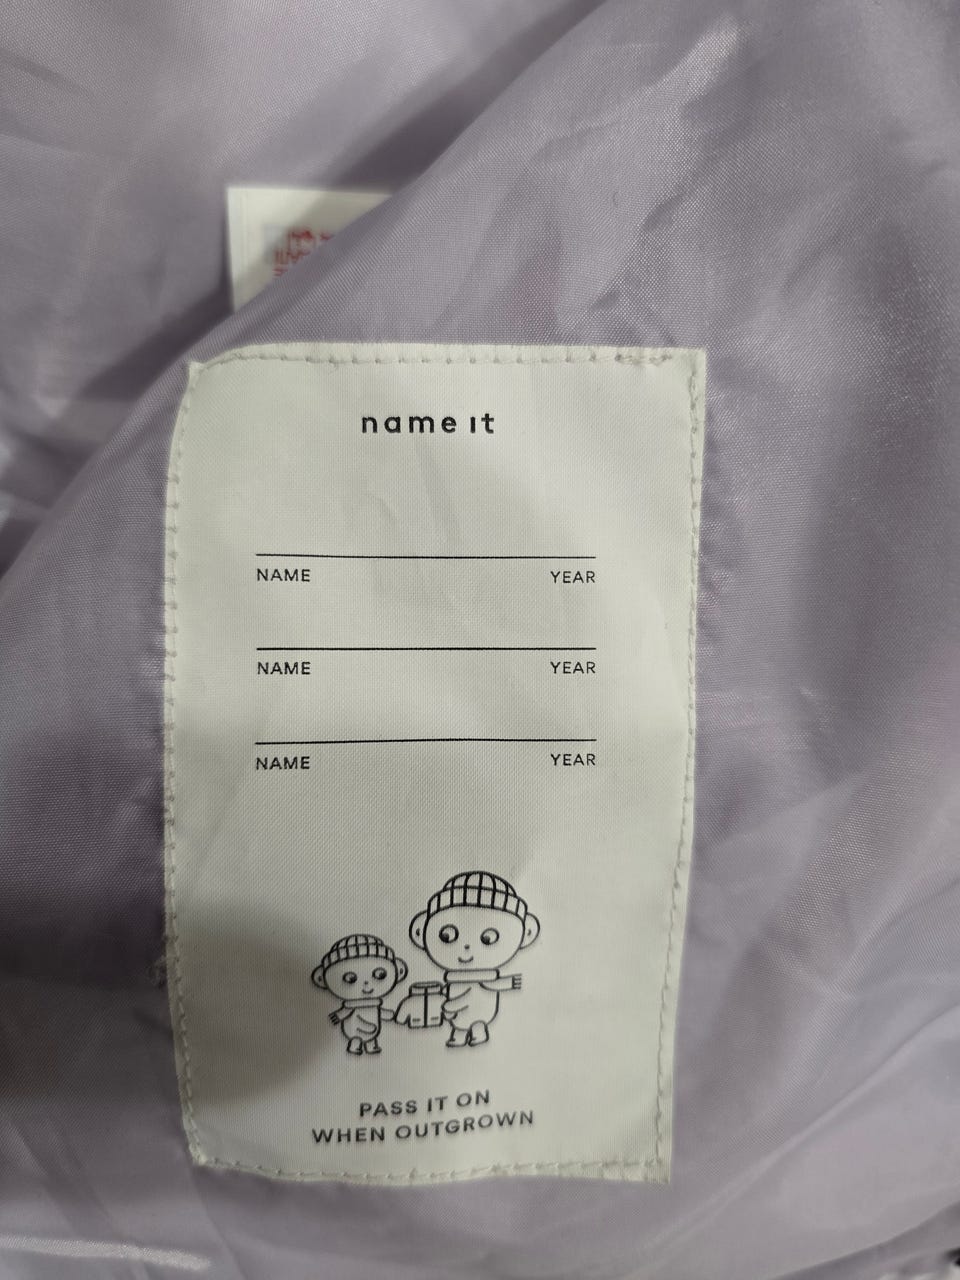 name it
NAME YEAR
NAME YEAR
NAME YEAR
PASS IT ON
WHEN OUTGROWN